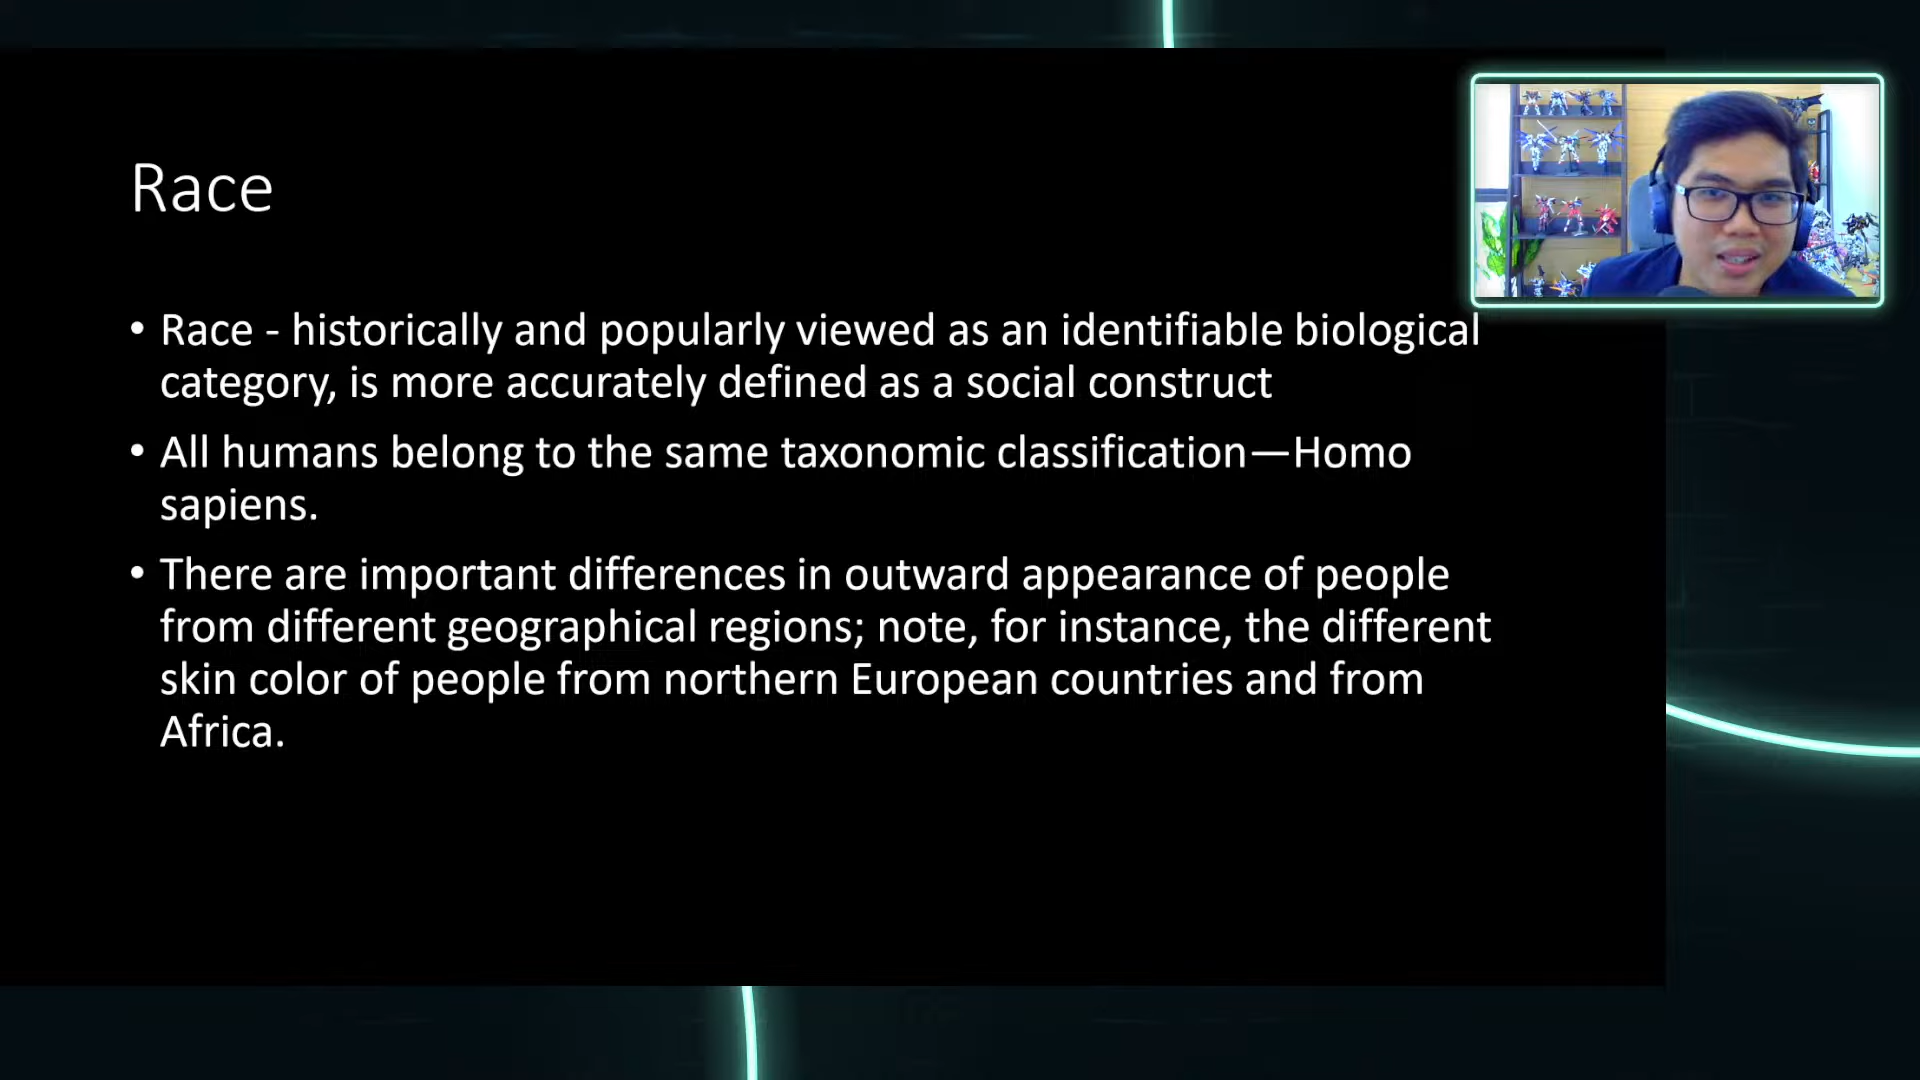 Race
• Race - historically and popularly viewed as an identifiable biological
category, is more accurately defined as a social construct
• All humans belong to the same taxonomic classification—Homo
sapiens.
• There are important differences in outward appearance of people
from different geographical regions; note, for instance, the different
skin color of people from northern European countries and from
Africa.